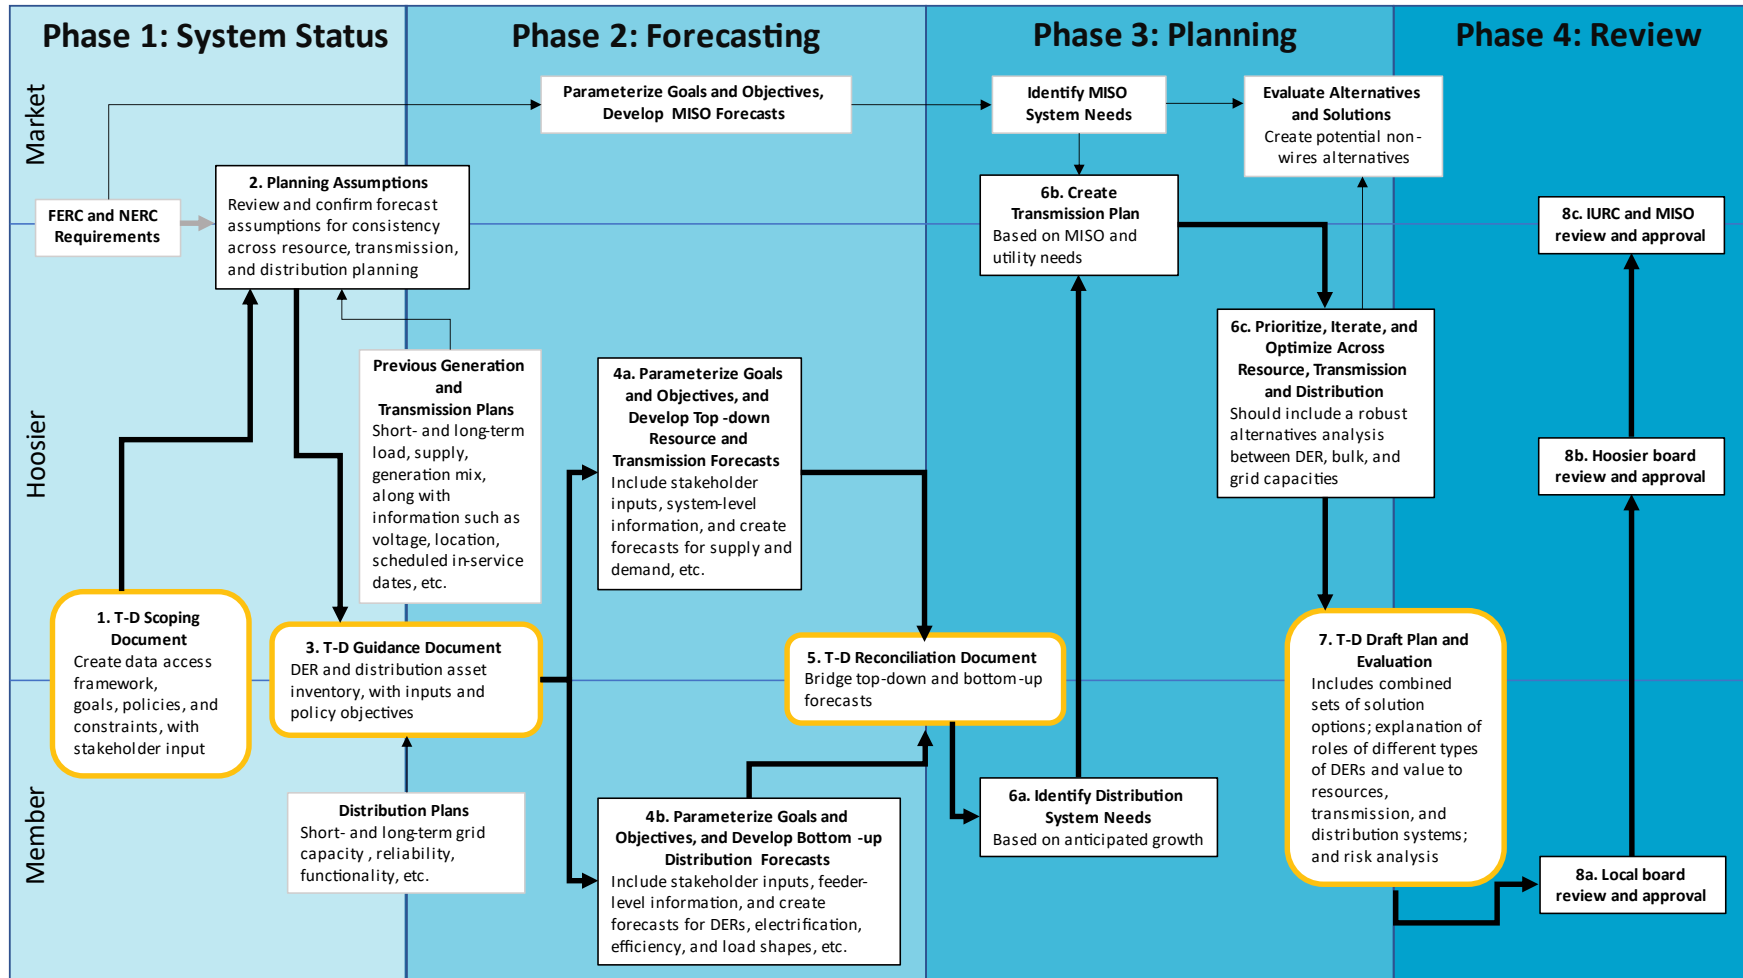 Phase 1: System Status
Phase 2: Forecasting
Phase 3: Planning
Phase 4: Review
Market
Hoosier
Member
Parameterize Goals and Objectives,
Develop MISO Forecasts
Identify MISO
System Needs
Evaluate Alternatives
and Solutions
Create potential non-
wires alternatives
FERC and NERC
Requirements
2. Planning Assumptions
Review and confirm forecast
assumptions for consistency
across resource, transmission,
and distribution planning
6b. Create
Transmission Plan
Based on MISO and
utility needs
8c. IURC and MISO
review and approval
Previous Generation
and
Transmission Plans
Short- and long-term
load, supply,
generation mix,
along with
information such as
voltage, location,
scheduled in-service
dates, etc.
4a. Parameterize Goals
and Objectives, and
Develop Top-down
Resource and
Transmission Forecasts
Include stakeholder
inputs, system-level
information, and create
forecasts for supply and
demand, etc.
6c. Prioritize, Iterate, and
Optimize Across
Resource, Transmission
and Distribution
Should include a robust
alternatives analysis
between DER, bulk, and
grid capacities
8b. Hoosier board
review and approval
1. T-D Scoping
Document
Create data access
framework,
goals, policies, and
constraints, with
stakeholder input
3. T-D Guidance Document
DER and distribution asset
inventory, with inputs and
policy objectives
5. T-D Reconciliation Document
Bridge top-down and bottom-up
forecasts
7. T-D Draft Plan and
Evaluation
Includes combined
sets of solution
options; explanation of
roles of different types
of DERs and value to
resources,
transmission, and
distribution systems;
and risk analysis
Distribution Plans
Short- and long-term grid
capacity, reliability,
functionality, etc.
4b. Parameterize Goals and
Objectives, and Develop Bottom-up
Distribution Forecasts
Include stakeholder inputs, feeder-
level information, and create
forecasts for DERs, electrification,
efficiency, and load shapes, etc.
6a. Identify Distribution
System Needs
Based on anticipated growth
8a. Local board
review and approval